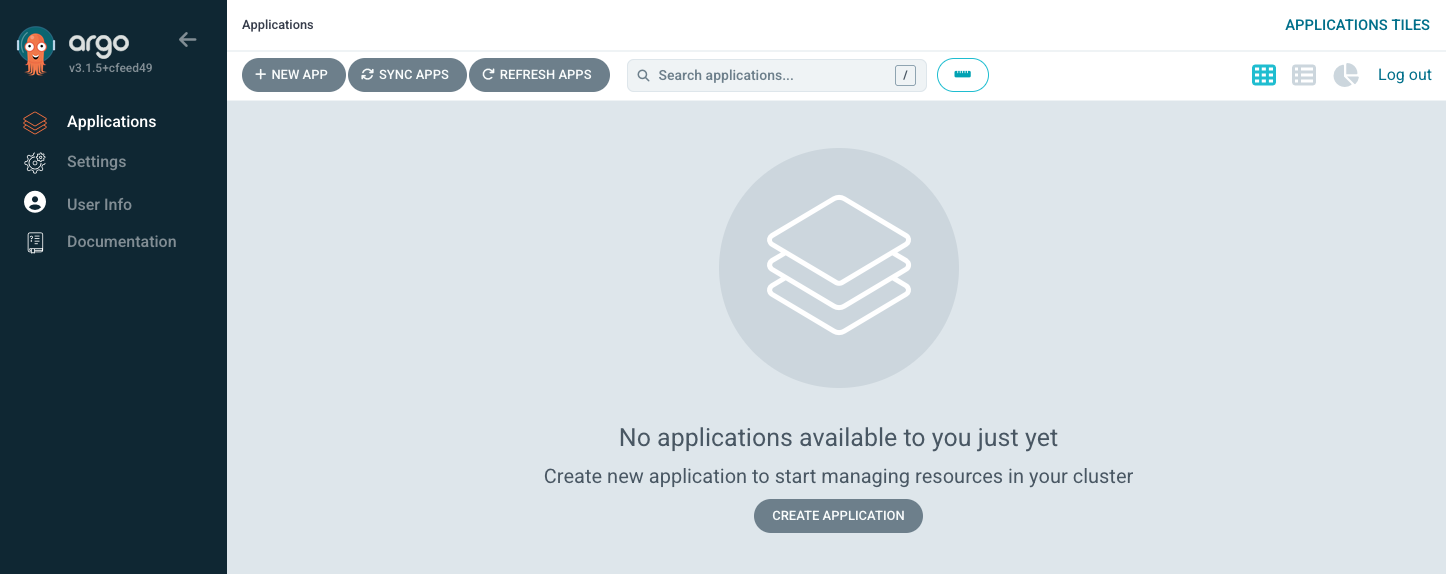 argo
v3.1.5+cfeed49
Applications
Settings
User Info
Documentation
Applications
APPLICATIONS TILES
NEW APP
SYNC APPS
REFRESH APPS
Search applications...
/
Log out
No applications available to you just yet
Create new application to start managing resources in your cluster
CREATE APPLICATION